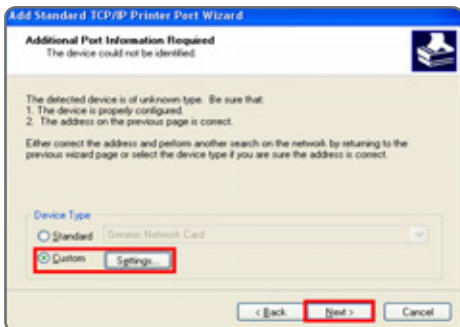 Add Standard TCP/IP Printer Port Wizard
Additional Port Information Required
The device could not be identified.
The detected device is of unknown type. Be sure that:
1. The device is properly configured.
2. The address on the previous page is correct.
Either correct the address and perform another search on the network by returning to the
previous wizard page or select the device type if you are sure the address is correct.
Device Type
Standard Generic Network Card
Custom Settings...
< Back Next > Cancel